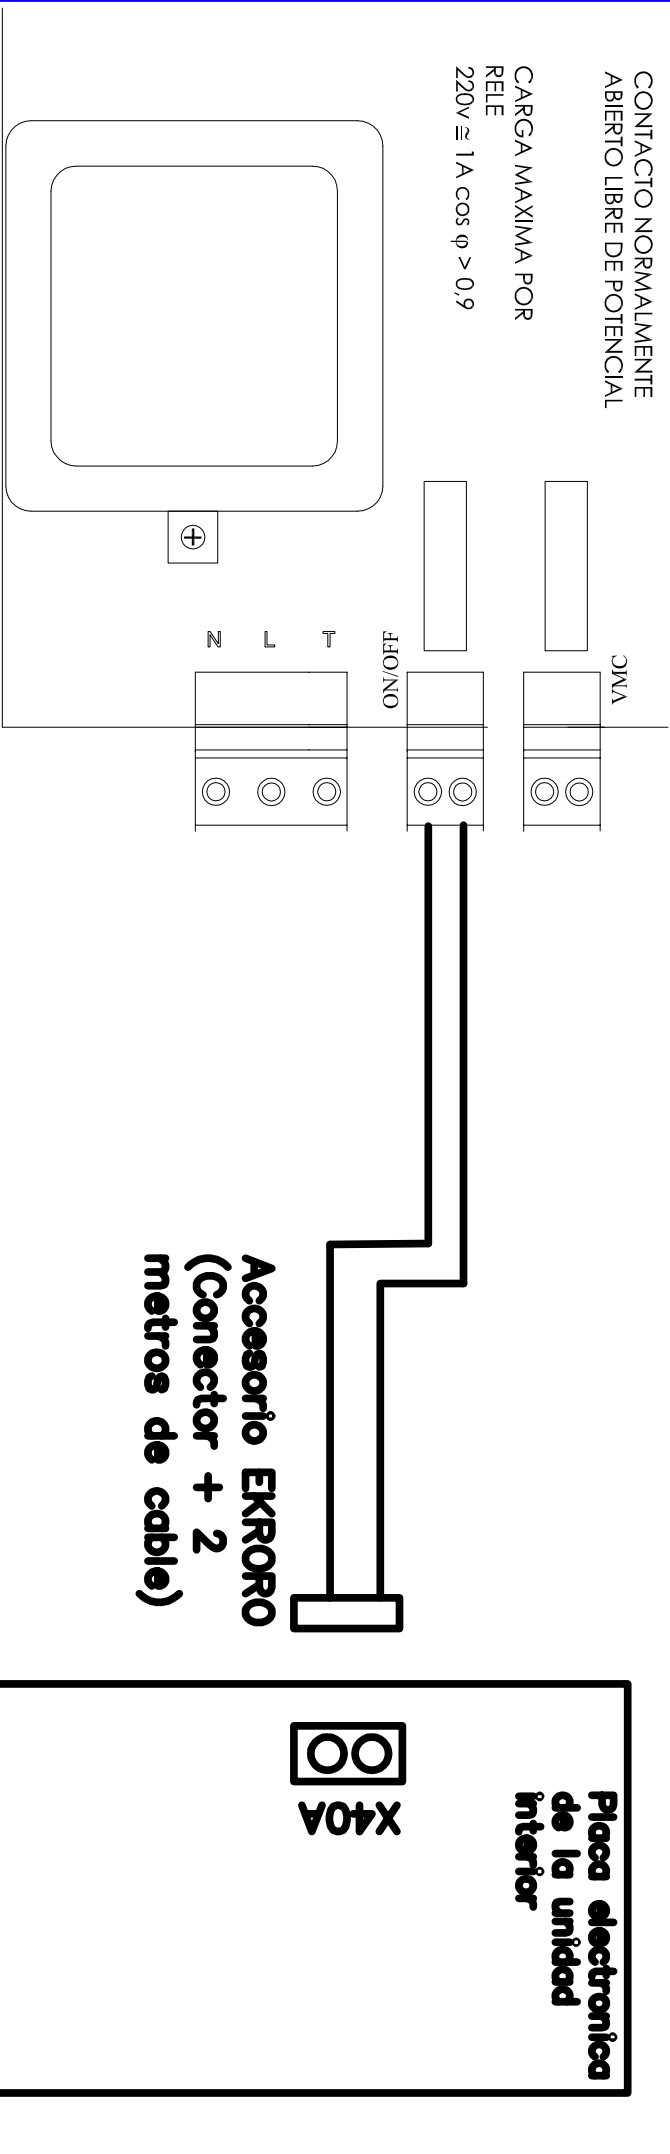 CONTACTO NORMALMENTE
ABIERTO LIBRE DE POTENCIAL
CARGA MAXIMA POR
RELE
220v ≅ 1A cos φ > 0,9
VMC
ON/OFF
T
L
N
Accesorio EKRORO
(Conector + 2
metros de cable)
Placa electronica
de la unidad
interior
X40A